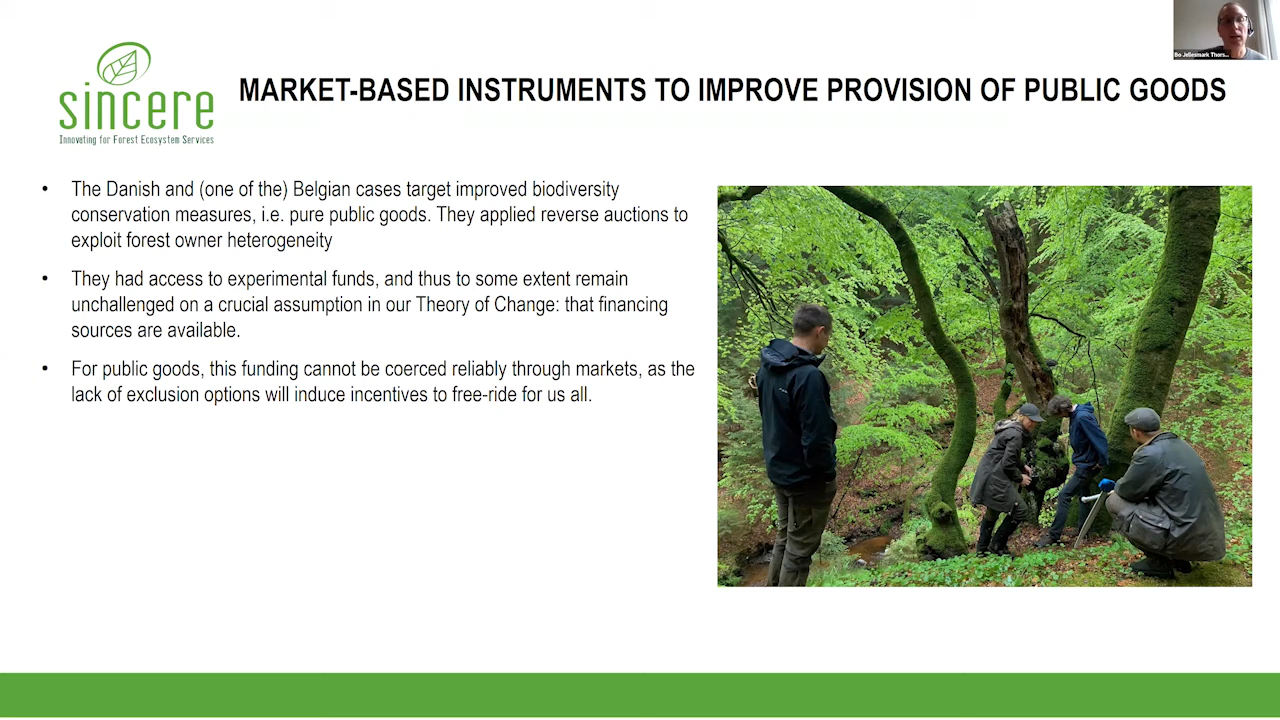 Bo Jellesmark Thors...
sincere
Innovating for Forest Ecosystem Services
MARKET-BASED INSTRUMENTS TO IMPROVE PROVISION OF PUBLIC GOODS
• The Danish and (one of the) Belgian cases target improved biodiversity
conservation measures, i.e. pure public goods. They applied reverse auctions to
exploit forest owner heterogeneity
• They had access to experimental funds, and thus to some extent remain
unchallenged on a crucial assumption in our Theory of Change: that financing
sources are available.
• For public goods, this funding cannot be coerced reliably through markets, as the
lack of exclusion options will induce incentives to free-ride for us all.